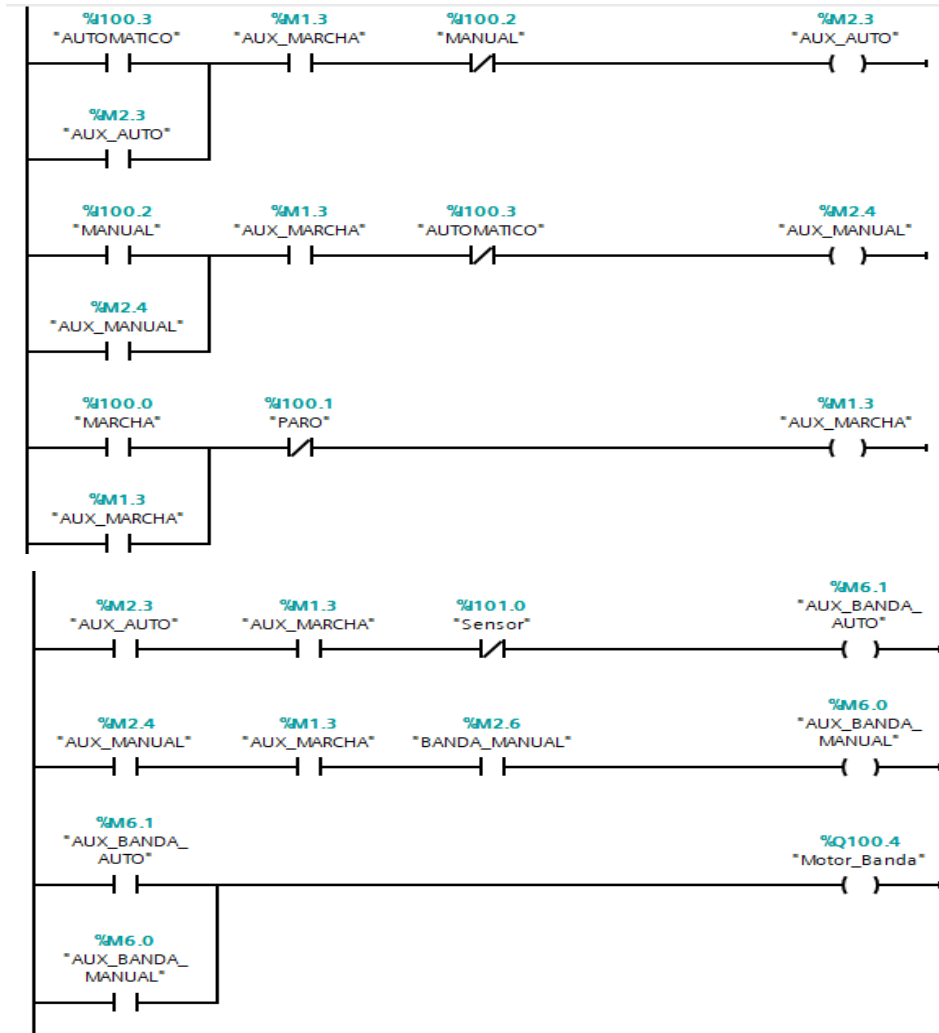 %I100.3 %M1.3 %I100.2 %M2.3
"AUTOMATICO" "AUX_MARCHA" "MANUAL" "AUX_AUTO"
%M2.3
"AUX_AUTO"
%I100.2 %M1.3 %I100.3 %M2.4
"MANUAL" "AUX_MARCHA" "AUTOMATICO" "AUX_MANUAL"
%M2.4
"AUX_MANUAL"
%I100.0 %I100.1 %M1.3
"MARCHA" "PARO" "AUX_MARCHA"
%M1.3
"AUX_MARCHA"
%M2.3 %M1.3 %I101.0 %M6.1
"AUX_AUTO" "AUX_MARCHA" "Sensor" "AUX_BANDA_
AUTO"
%M2.4 %M1.3 %M2.6 %M6.0
"AUX_MANUAL" "AUX_MARCHA" "BANDA_MANUAL" "AUX_BANDA_
MANUAL"
%M6.1
"AUX_BANDA_
AUTO"
%Q100.4
"Motor_Banda"
%M6.0
"AUX_BANDA_
MANUAL"